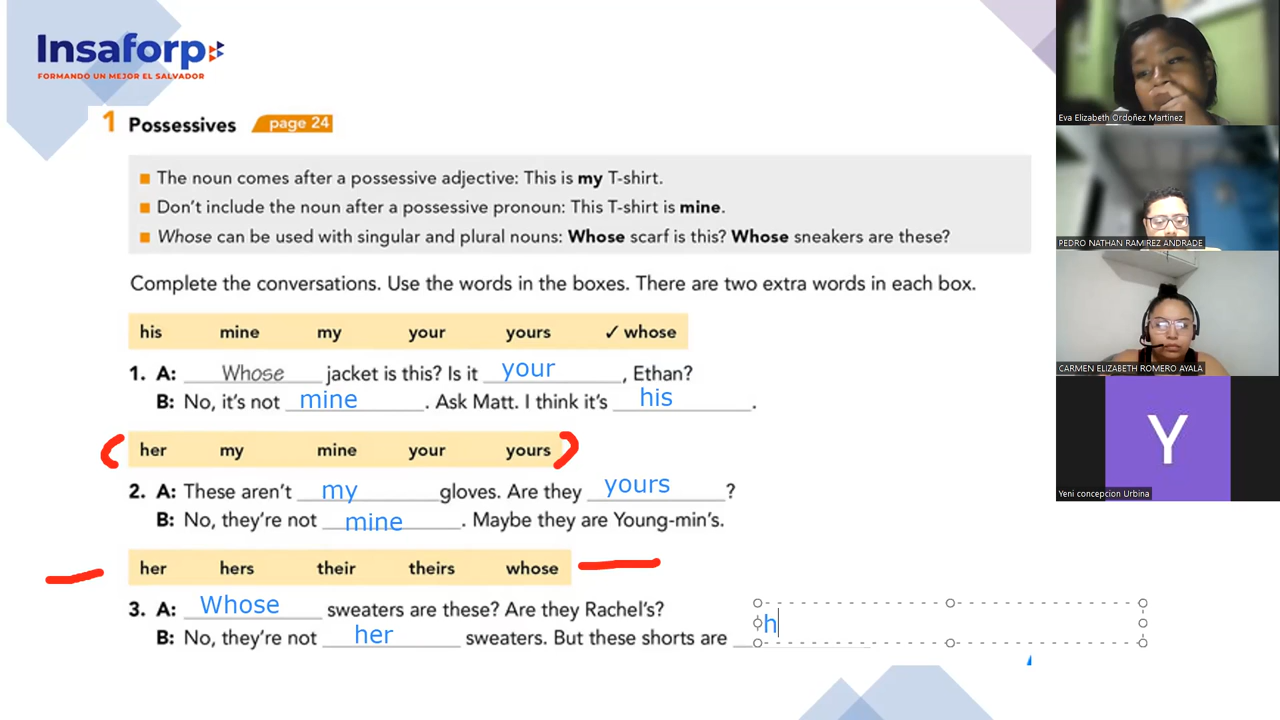 Insaforp
FORMANDO UN MEJOR EL SALVADOR
1 Possessives page 24
■ The noun comes after a possessive adjective: This is my T-shirt.
■ Don't include the noun after a possessive pronoun: This T-shirt is mine.
■ Whose can be used with singular and plural nouns: Whose scarf is this? Whose sneakers are these?
Complete the conversations. Use the words in the boxes. There are two extra words in each box.
his mine my your yours ✓ whose
1. A: Whose jacket is this? Is it your, Ethan?
B: No, it's not mine. Ask Matt. I think it's his.
her my mine your yours
2. A: These aren't my gloves. Are they yours?
B: No, they're not mine. Maybe they are Young-min's.
her hers their theirs whose
3. A: Whose sweaters are these? Are they Rachel's?
B: No, they're not her sweaters. But these shorts are h
Eva Elizabeth Ordoñez Martinez
PEDRO NATHAN RAMIREZ ANDRADE
CARMEN ELIZABETH ROMERO AYALA
Y
Yeni concepcion Urbina